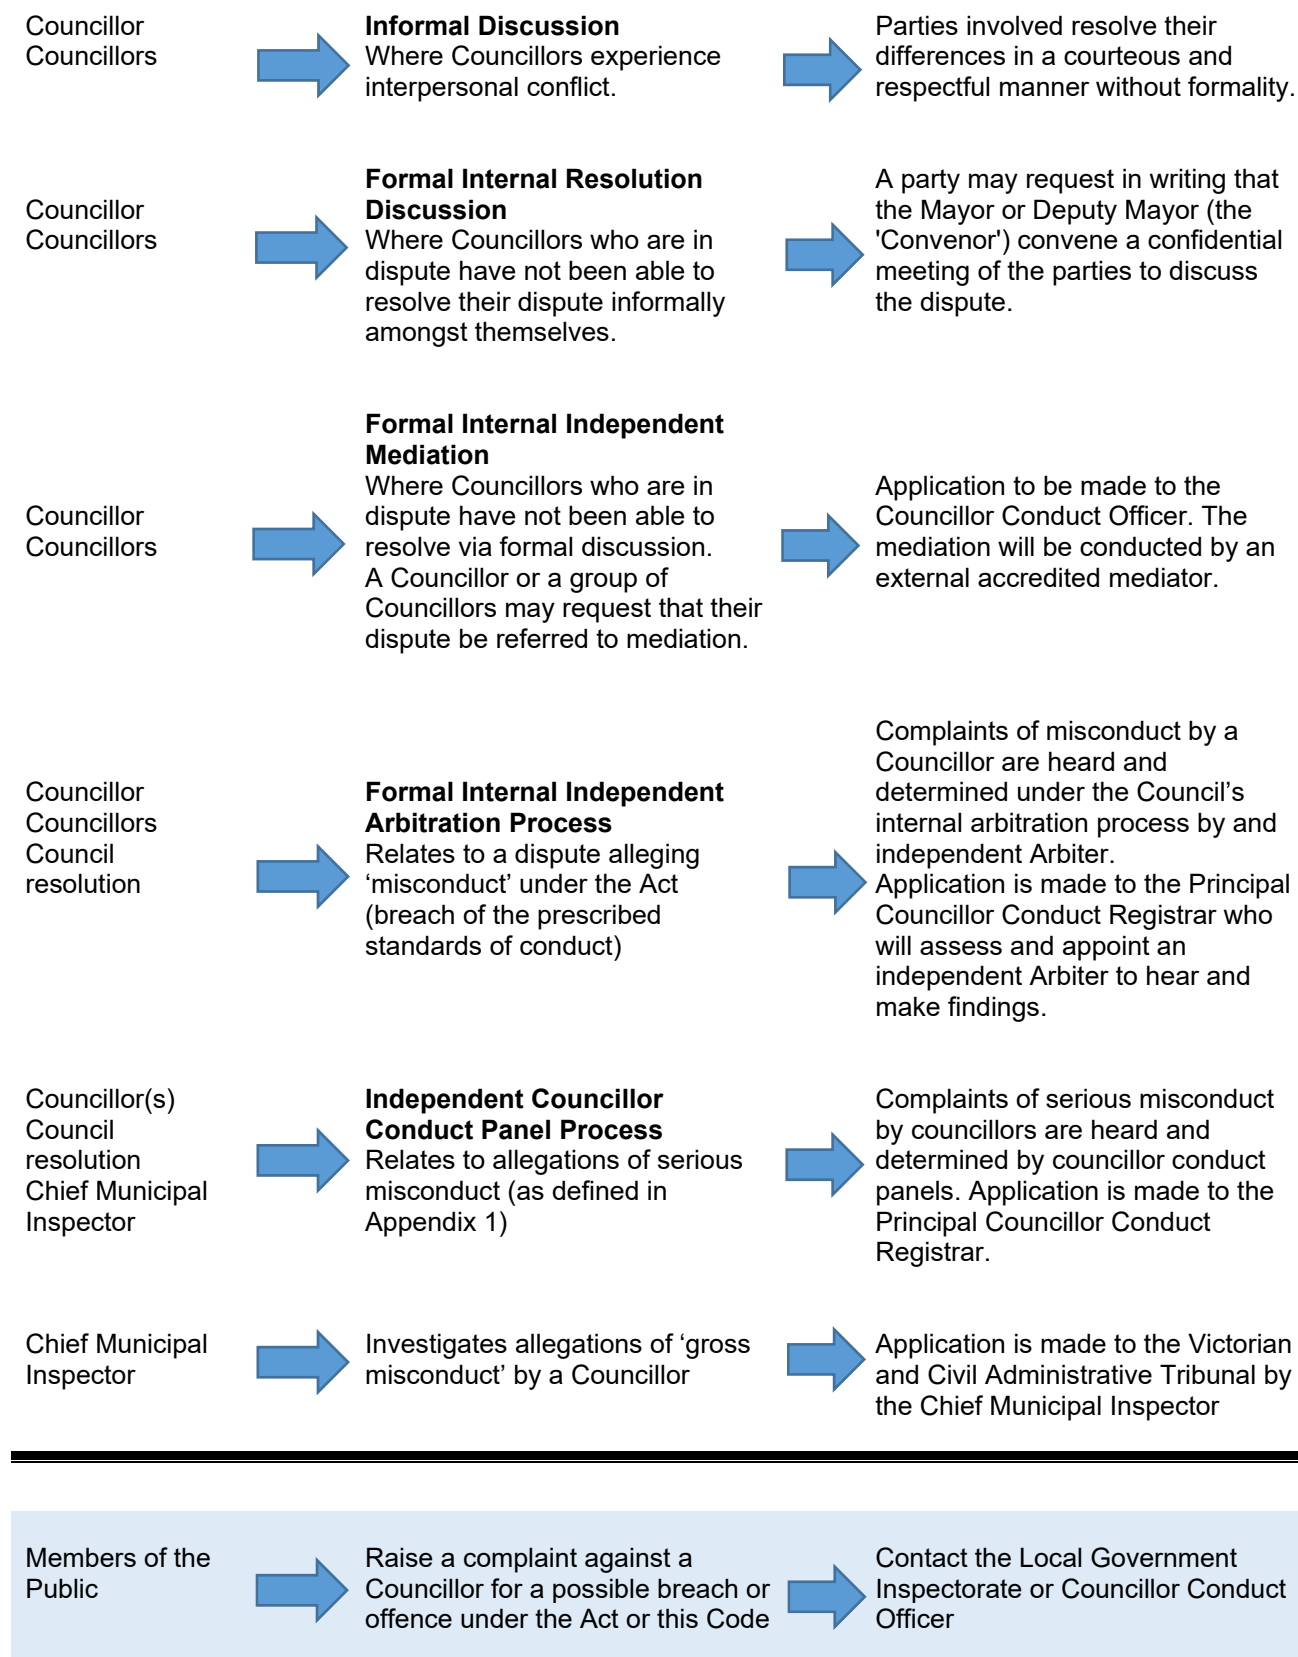 Councillor
Councillors
Informal Discussion
Where Councillors experience
interpersonal conflict.
Parties involved resolve their
differences in a courteous and
respectful manner without formality.
Councillor
Councillors
Formal Internal Resolution
Discussion
Where Councillors who are in
dispute have not been able to
resolve their dispute informally
amongst themselves.
A party may request in writing that
the Mayor or Deputy Mayor (the
'Convenor') convene a confidential
meeting of the parties to discuss
the dispute.
Councillor
Councillors
Formal Internal Independent
Mediation
Where Councillors who are in
dispute have not been able to
resolve via formal discussion.
A Councillor or a group of
Councillors may request that their
dispute be referred to mediation.
Application to be made to the
Councillor Conduct Officer. The
mediation will be conducted by an
external accredited mediator.
Councillor
Councillors
Council
resolution
Formal Internal Independent
Arbitration Process
Relates to a dispute alleging
‘misconduct’ under the Act
(breach of the prescribed
standards of conduct)
Complaints of misconduct by a
Councillor are heard and
determined under the Council’s
internal arbitration process by and
independent Arbiter.
Application is made to the Principal
Councillor Conduct Registrar who
will assess and appoint an
independent Arbiter to hear and
make findings.
Councillor(s)
Council
resolution
Chief Municipal
Inspector
Independent Councillor
Conduct Panel Process
Relates to allegations of serious
misconduct (as defined in
Appendix 1)
Complaints of serious misconduct
by councillors are heard and
determined by councillor conduct
panels. Application is made to the
Principal Councillor Conduct
Registrar.
Chief Municipal
Inspector
Investigates allegations of ‘gross
misconduct’ by a Councillor
Application is made to the Victorian
and Civil Administrative Tribunal by
the Chief Municipal Inspector
Members of the
Public
Raise a complaint against a
Councillor for a possible breach or
offence under the Act or this Code
Contact the Local Government
Inspectorate or Councillor Conduct
Officer